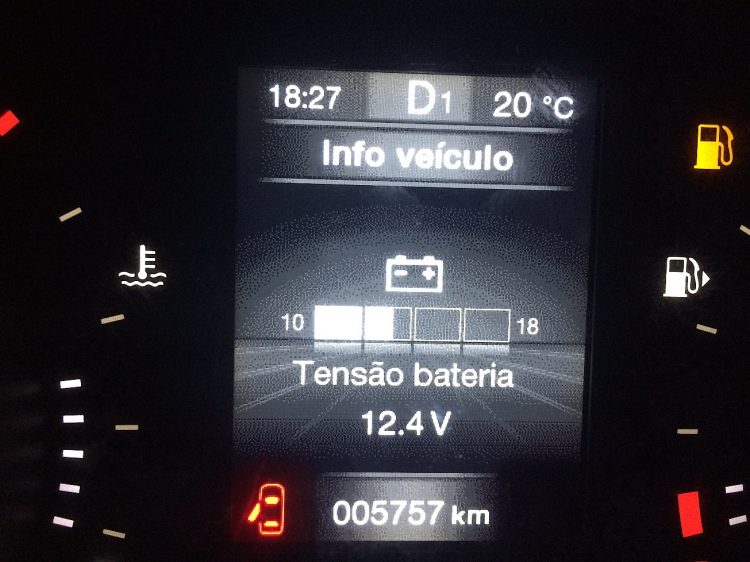 18:27 D1 20 °C
Info veículo
10 18
Tensão bateria
12.4 V
005757 km